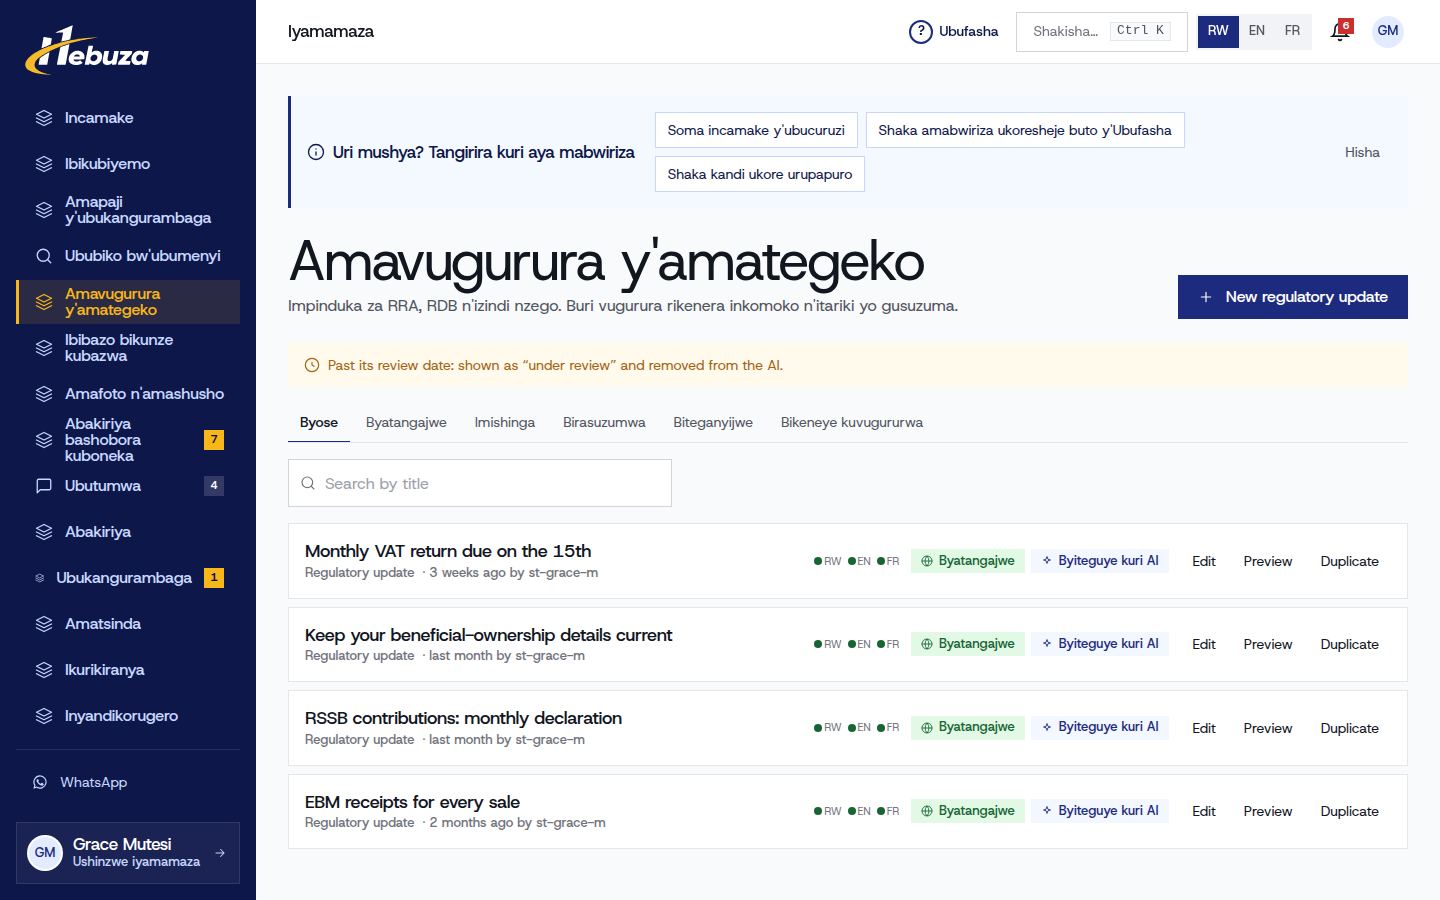 Hebuza
Iyamamaza
? Ubufasha
Shakisha... Ctrl K
RW EN FR
6
GM
Incamake
Ibikubiyemo
Amapaji
y'ubukangurambaga
Ububiko bw'ubumenyi
Amavugurura
y'amategeko
Ibibazo bikunze
kubazwa
Amafoto n'amashusho
Abakiriya
bashobora
kuboneka
7
Ubutumwa 4
Abakiriya
Ubukangurambaga 1
Amatsinda
Ikurikiranya
Inyandikorugero
WhatsApp
GM
Grace Mutesi
Ushinzwe iyamamaza
Uri mushya? Tangirira kuri aya mabwiriza
Soma incamake y'ubucuruzi
Shaka amabwiriza ukoresheje buto y'Ubufasha
Shaka kandi ukore urupapuro
Hisha
Amavugurura y'amategeko
Impinduka za RRA, RDB n'izindi nzego. Buri vugurura rikenera inkomoko n'itariki yo gusuzuma.
New regulatory update
Past its review date: shown as “under review” and removed from the AI.
Byose Byatangajwe Imishinga Birasuzumwa Biteganyijwe Bikeneye kuvugururwa
Search by title
Monthly VAT return due on the 15th
Regulatory update · 3 weeks ago by st-grace-m
RW EN FR Byatangajwe Byiteguye kuri AI Edit Preview Duplicate
Keep your beneficial-ownership details current
Regulatory update · last month by st-grace-m
RW EN FR Byatangajwe Byiteguye kuri AI Edit Preview Duplicate
RSSB contributions: monthly declaration
Regulatory update · last month by st-grace-m
RW EN FR Byatangajwe Byiteguye kuri AI Edit Preview Duplicate
EBM receipts for every sale
Regulatory update · 2 months ago by st-grace-m
RW EN FR Byatangajwe Byiteguye kuri AI Edit Preview Duplicate